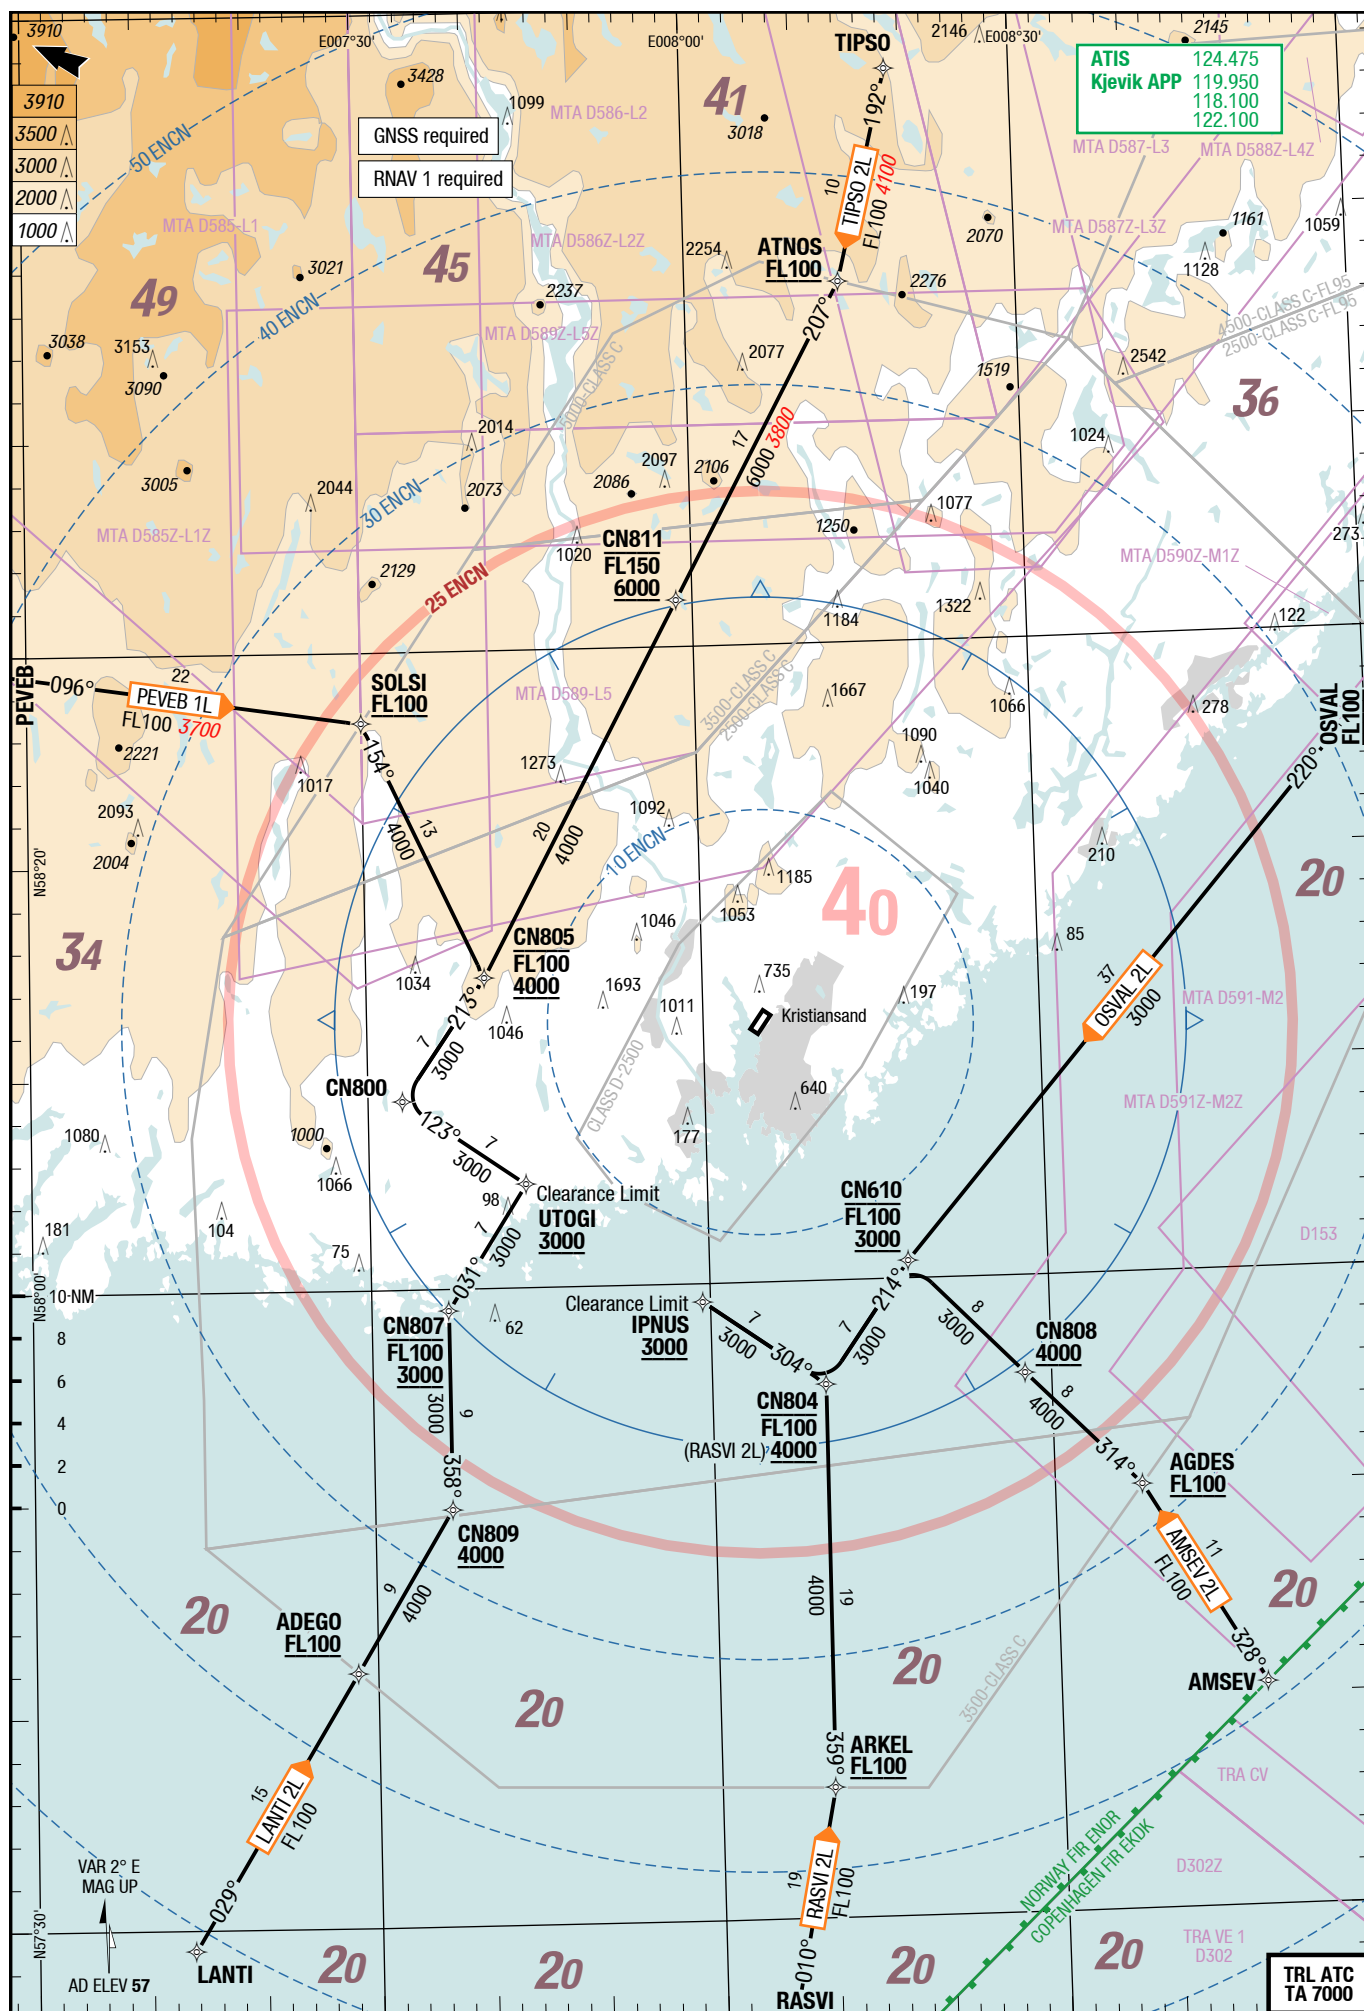 3910
E007°30'
E008°00'
TIPSO
2146
E008°30'
2145
ATIS 124.475
Kjevik APP 119.950
118.100
122.100
3910
3500
3000
2000
1000
50 ENCN
3428
1099
MTA D586-L2
41
3018
192°
GNSS required
RNAV 1 required
MTA D587-L3
MTA D588Z-L4Z
10
TIPSO 2L
FL100 4100
MTA D585-L1
MTA D586Z-L2Z
2070
MTA D587Z-L3Z
1161
1059
1128
ATNOS
FL100
2254
45
49
3021
2237
2276
40 ENCN
207°
4500-CLASS C-FL95
2500-CLASS C-FL95
3038
3153
3090
MTA D589Z-L5Z
5000-CLASS C
2077
1519
2542
36
17
6000 3800
2014
1024
3005
2044
2073
2086
2097
2106
30 ENCN
1250
1077
273
MTA D585Z-L1Z
1020
CN811
FL150
6000
MTA D590Z-M1Z
2129
25 ENCN
1184
1322
122
PEVEB
096°
22
PEVEB 1L
FL100 3700
SOLSI
FL100
MTA D589-L5
3500-CLASS C
2500-CLASS C
1667
1066
278
OSVAL
FL100
220°
2221
154°
1017
1273
1090
1040
2093
2004
13
4000
20
4000
1092
10 ENCN
210
N58°20'
1185
1053
40
20
34
1046
85
CN805
FL100
4000
1034
1693
735
197
37
OSVAL 2L
3000
MTA D591-M2
213°
1046
1011
Kristiansand
7
3000
CN800
CLASS D-2500
640
177
MTA D591Z-M2Z
123°
7
3000
1080
1000
1066
Clearance Limit
UTOGI
3000
98
CN610
FL100
3000
104
181
75
7
3000
D153
031°
214°
N58°00'
10 NM
8
6
4
2
0
Clearance Limit
IPNUS
3000
62
CN807
FL100
3000
7
3000
304°
7
3000
8
3000
CN808
4000
CN804
FL100
(RASVI 2L) 4000
9
3000
8
4000
358°
314°
AGDES
FL100
CN809
4000
11
AMSEV 2L
FL100
9
4000
19
4000
20
20
ADEGO
FL100
20
328°
AMSEV
20
3500-CLASS C
359°
ARKEL
FL100
TRA CV
15
LANTI 2L
FL100
19
RASVI 2L
FL100
NORWAY FIR ENOR
COPENHAGEN FIR EKDK
D302Z
VAR 2° E
MAG UP
029°
N57°30'
TRA VE 1
D302
LANTI
010°
20
20
20
20
AD ELEV 57
RASVI
TRL ATC
TA 7000